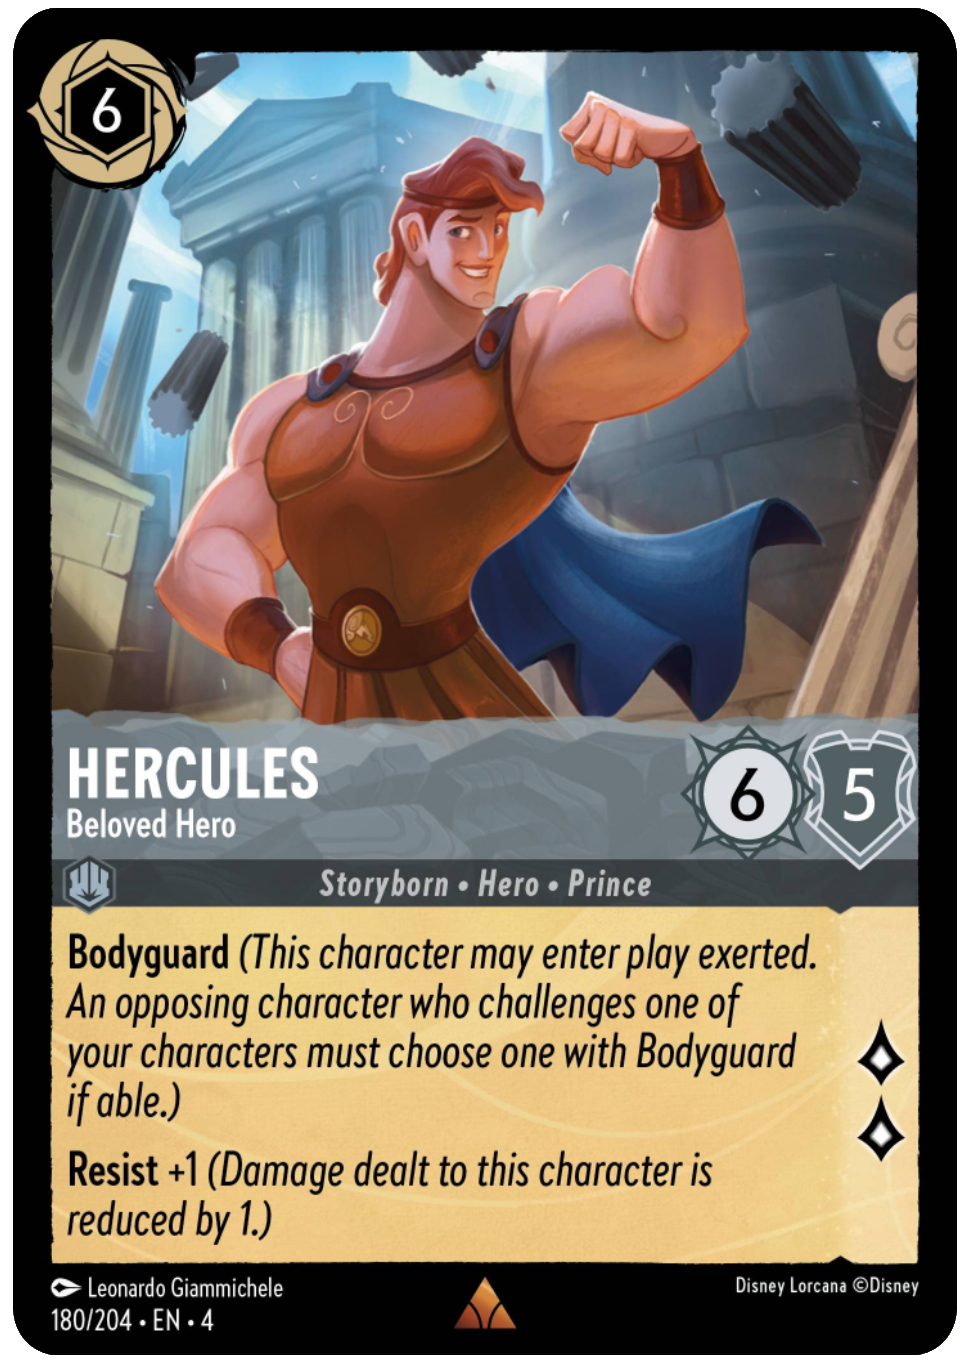 6
HERCULES
Beloved Hero
6
5
Storyborn • Hero • Prince
Bodyguard (This character may enter play exerted.
An opposing character who challenges one of
your characters must choose one with Bodyguard
if able.)
Resist +1 (Damage dealt to this character is
reduced by 1.)
Leonardo Giammichele
Disney Lorcana ©Disney
180/204 • EN • 4